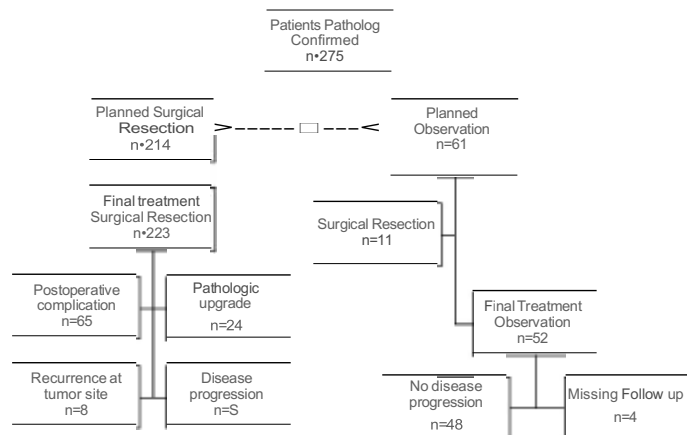 Patients Patholog
Confirmed
n•275
Planned Surgical
Resection
n•214
Planned
Observation
n=61
Final treatment
Surgical Resection
n•223
Surgical Resection
n=11
Postoperative
complication
n=65
Pathologic
upgrade
n=24
Final Treatment
Observation
n=52
Recurrence at
tumor site
n=8
Disease
progression
n=S
No disease
progression
n=48
Missing Follow up
n=4